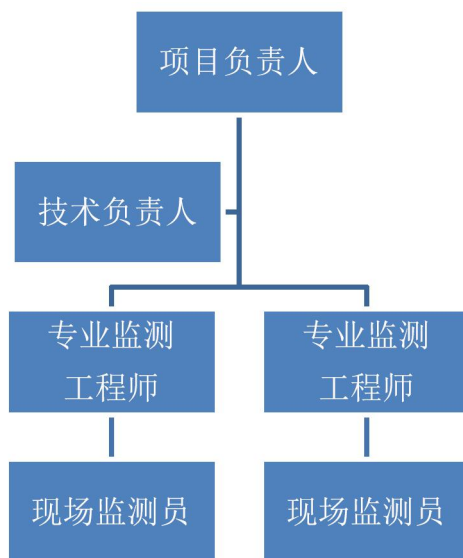 项目负责人
技术负责人
专业监测
工程师
专业监测
工程师
现场监测员
现场监测员